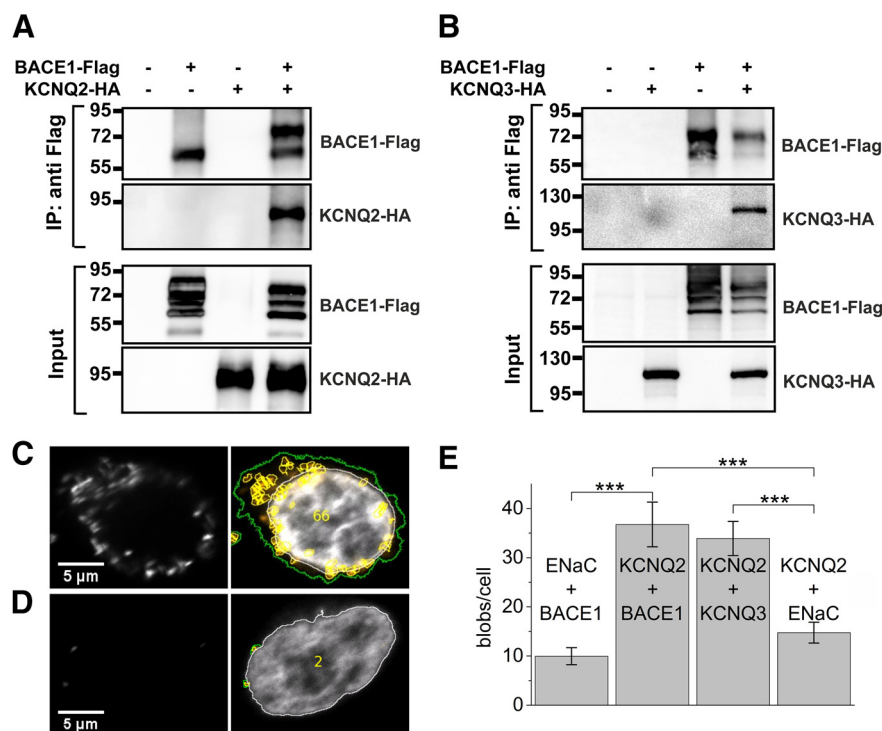 A
BACE1-Flag - + - +
KCNQ2-HA - - + +
IP: anti Flag
95
72
55
BACE1-Flag
95
KCNQ2-HA
Input
95
72
55
BACE1-Flag
95
KCNQ2-HA
B
BACE1-Flag - - + +
KCNQ3-HA - + - +
IP: anti Flag
95
72
55
BACE1-Flag
130
95
KCNQ3-HA
Input
95
72
55
BACE1-Flag
130
95
KCNQ3-HA
C
5 µm
66
D
5 µm
2
E
blobs/cell
40
30
20
10
0
***
***
***
ENaC
+
BACE1
KCNQ2
+
BACE1
KCNQ2
+
KCNQ3
KCNQ2
+
ENaC